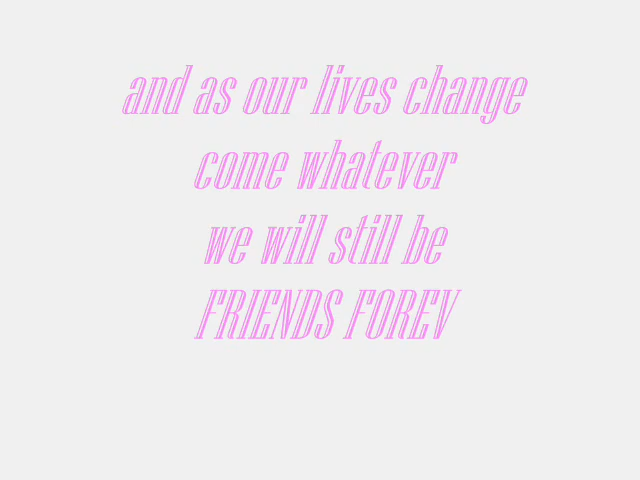 and as our lives change
come whatever
we will still be
FRIENDS FOREV